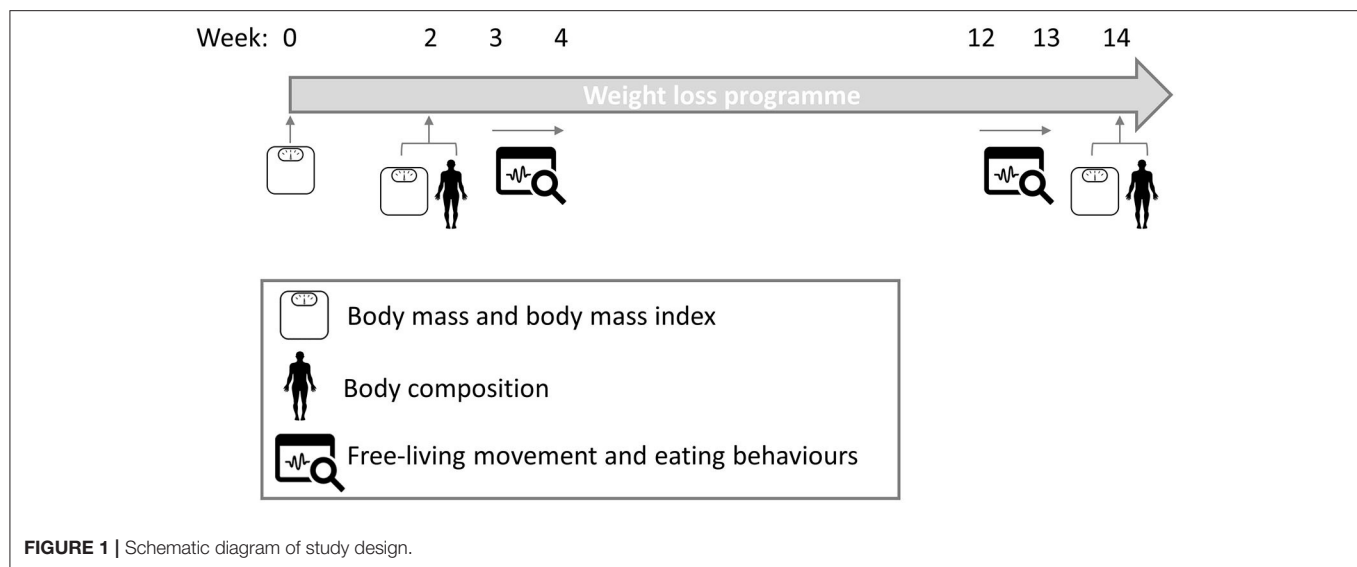 Week: 0 2 3 4 12 13 14
Weight loss programme
Body mass and body mass index
Body composition
Free-living movement and eating behaviours
FIGURE 1 | Schematic diagram of study design.